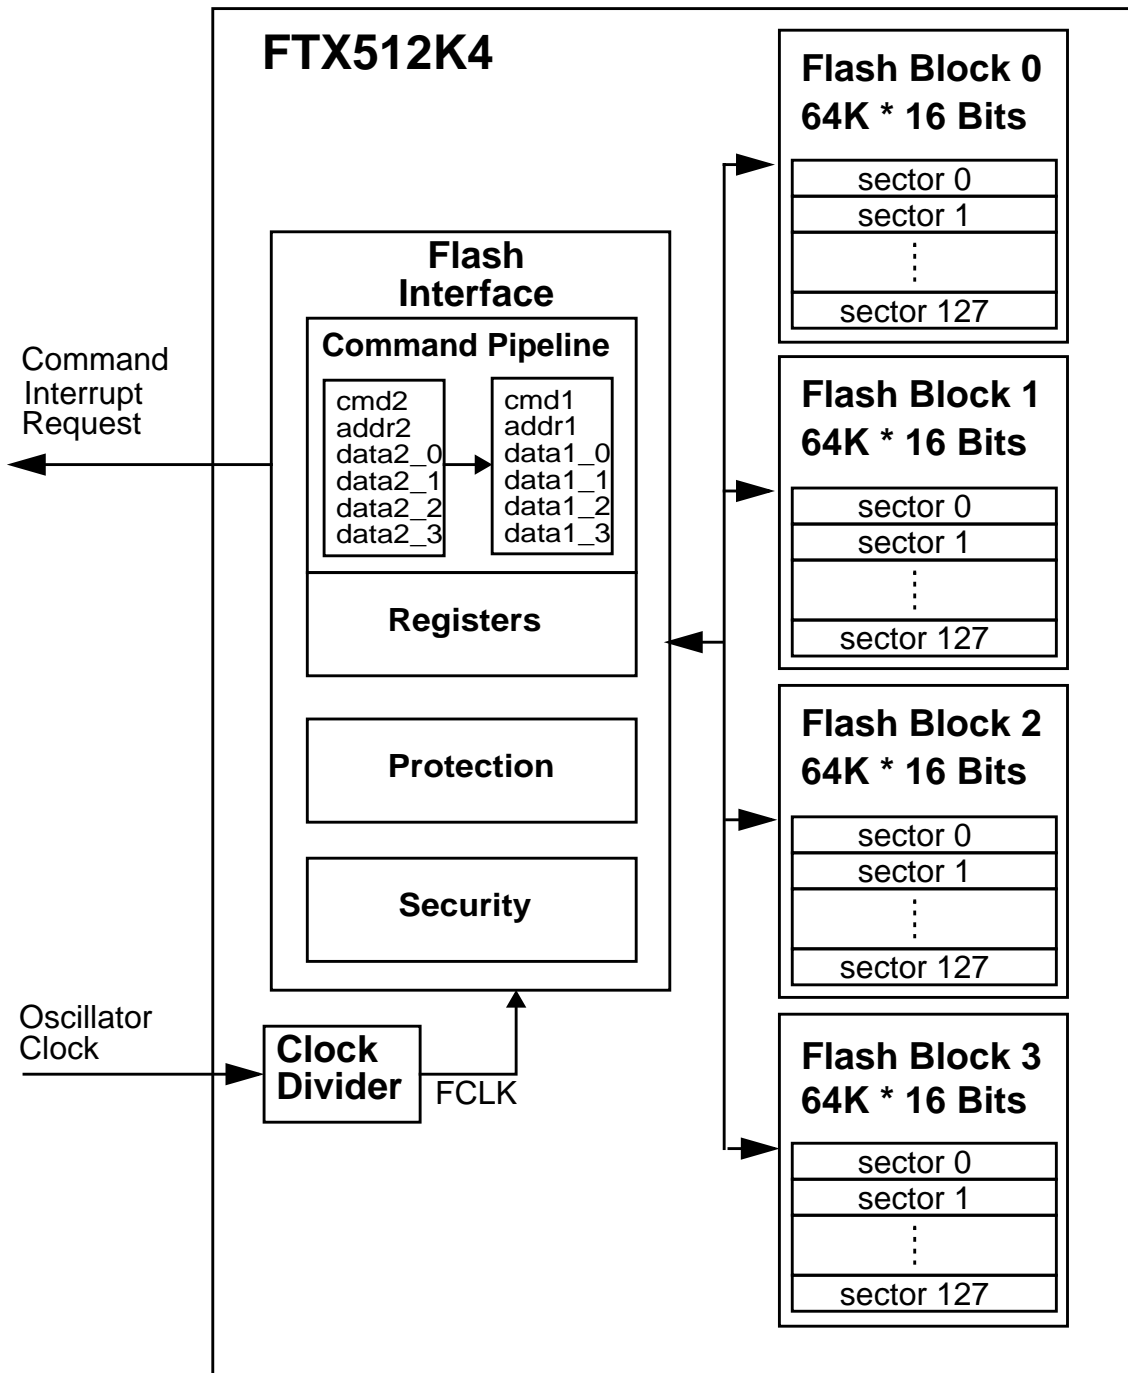 FTX512K4
Flash Block 0
64K * 16 Bits
sector 0
sector 1
sector 127
Flash
Interface
Command Pipeline
cmd2
addr2
data2_0
data2_1
data2_2
data2_3
cmd1
addr1
data1_0
data1_1
data1_2
data1_3
Registers
Protection
Security
Command
Interrupt
Request
Flash Block 1
64K * 16 Bits
sector 0
sector 1
sector 127
Flash Block 2
64K * 16 Bits
sector 0
sector 1
sector 127
Oscillator
Clock
Clock
Divider
FCLK
Flash Block 3
64K * 16 Bits
sector 0
sector 1
sector 127